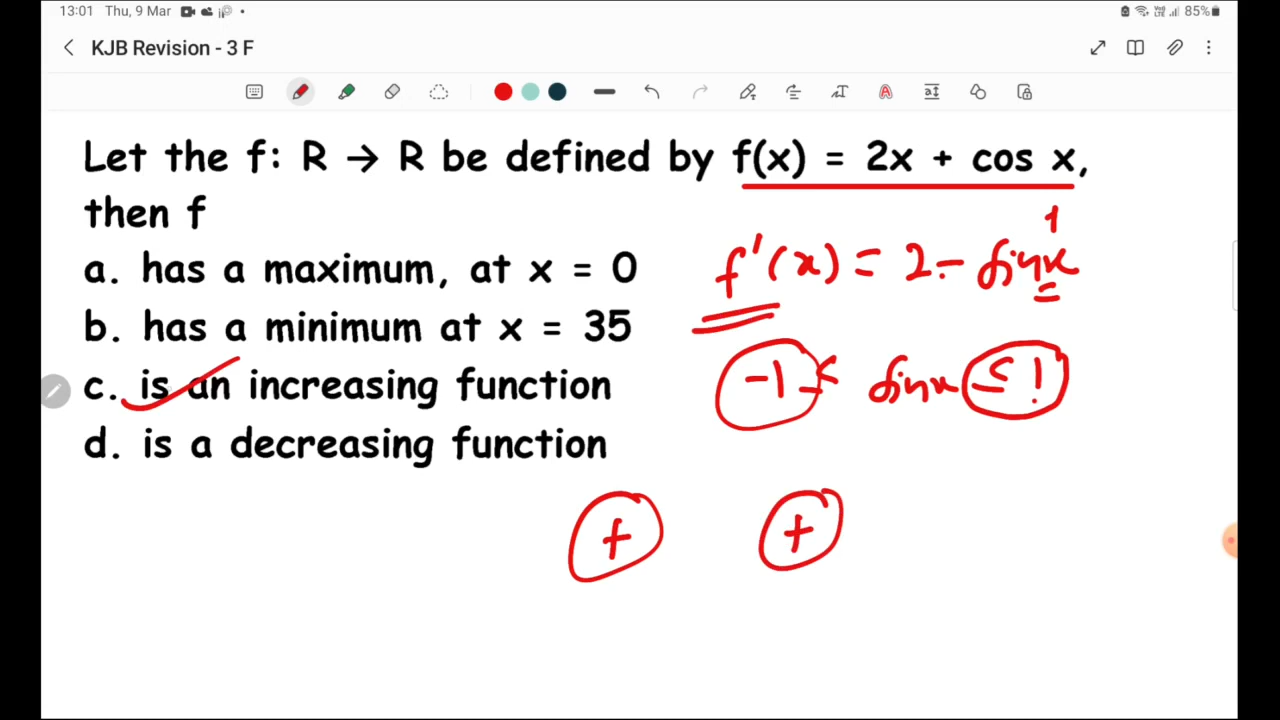 13:01 Thu, 9 Mar
85%
KJB Revision - 3 F
Let the f: R → R be defined by f(x) = 2x + cos x,
then f
a. has a maximum, at x = 0
b. has a minimum at x = 35
c. is an increasing function
d. is a decreasing function
1
f'(x) = 2 - sinx
-1 ≤ sinx ≤ 1
+ +